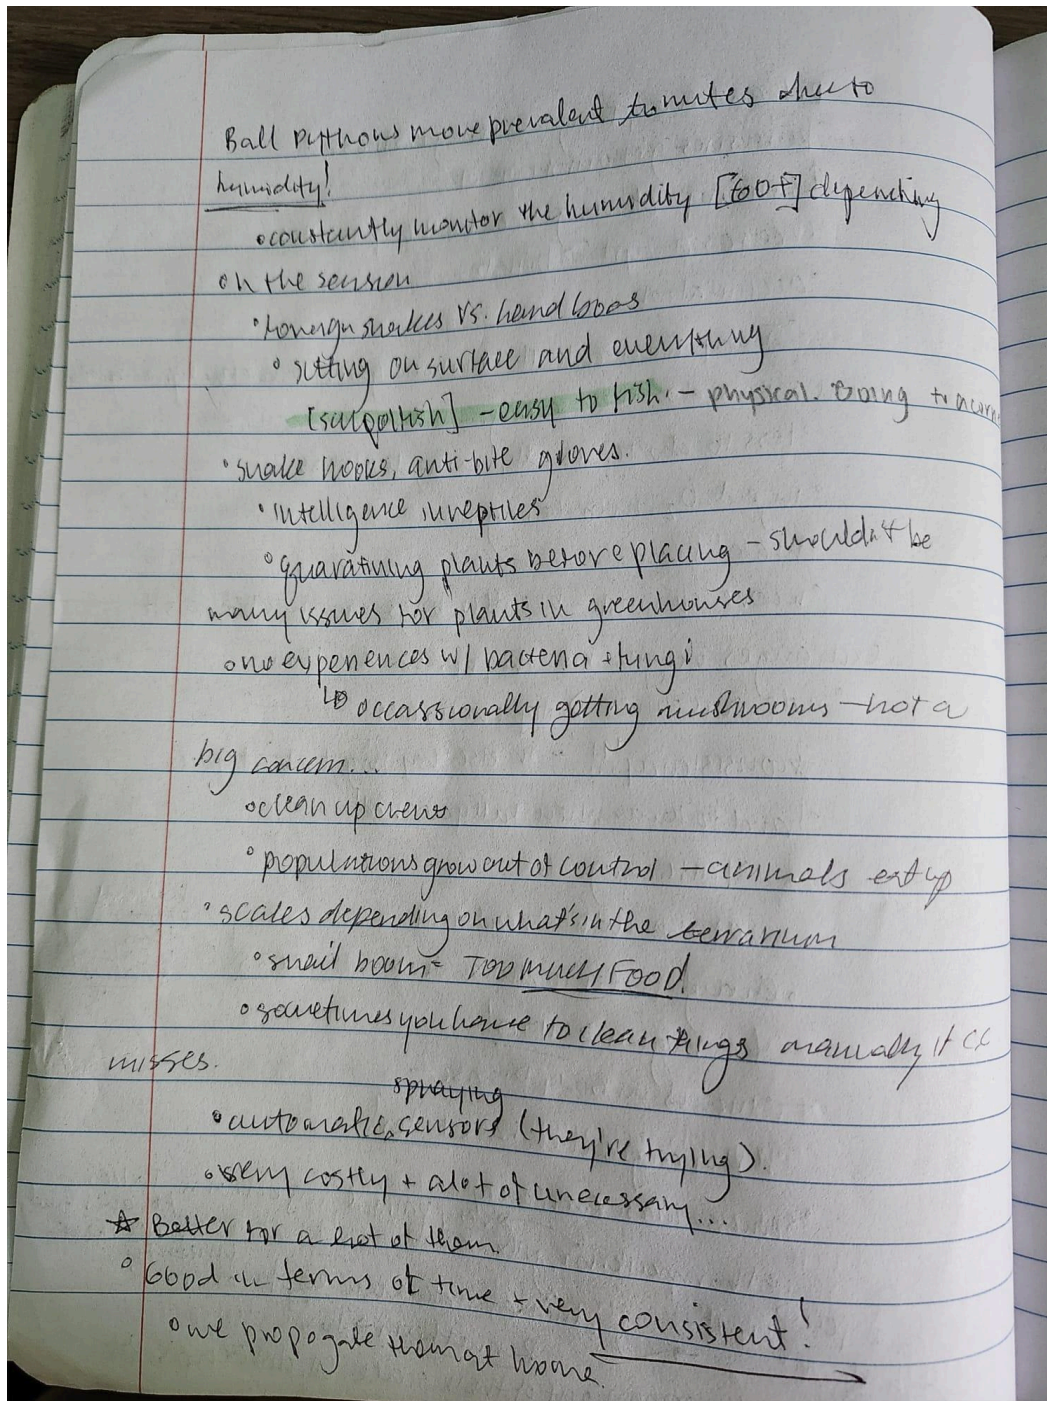 Ball pythons more prevalent to mites due to
humidity!
• constantly monitor the humidity [60+] depending
on the season
• snakes vs. hand boas
• sitting on surface and everything
- easy to fish. - physical. Going to a corn
• snake hooks, anti-bite gloves.
• intelligence in reptiles
• quaratining plants before placing - shouldn't be
many issues for plants in greenhouses
• no experiences w/ bacteria + fungi
↳ occassionally getting mushrooms - not a
big concern...
• clean up crews
• populations grow out of control - animals eat up
• scales depending on what's in the terrarium
• snail boom = TOO MUCH FOOD.
• sometimes you have to clean things manually if CC
misses.
spraying
• automatic sensors (they're trying).
• very costly + alot of unecessary...
☆ Better for a lot of them.
• Good in terms of time + very consistent!
• we propogate them at home.